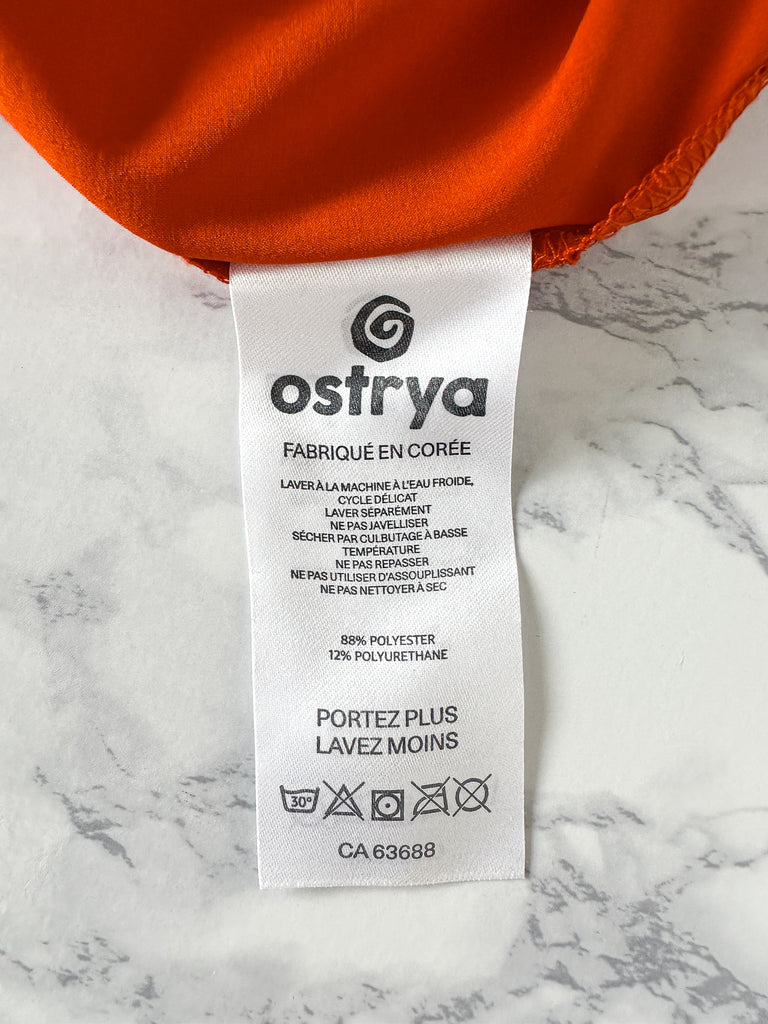 ostrya
FABRIQUÉ EN CORÉE
LAVER À LA MACHINE À L'EAU FROIDE,
CYCLE DÉLICAT
LAVER SÉPARÉMENT
NE PAS JAVELLISER
SÉCHER PAR CULBUTAGE À BASSE
TEMPÉRATURE
NE PAS REPASSER
NE PAS UTILISER D'ASSOUPLISSANT
NE PAS NETTOYER À SEC
88% POLYESTER
12% POLYURETHANE
PORTEZ PLUS
LAVEZ MOINS
30°
CA 63688